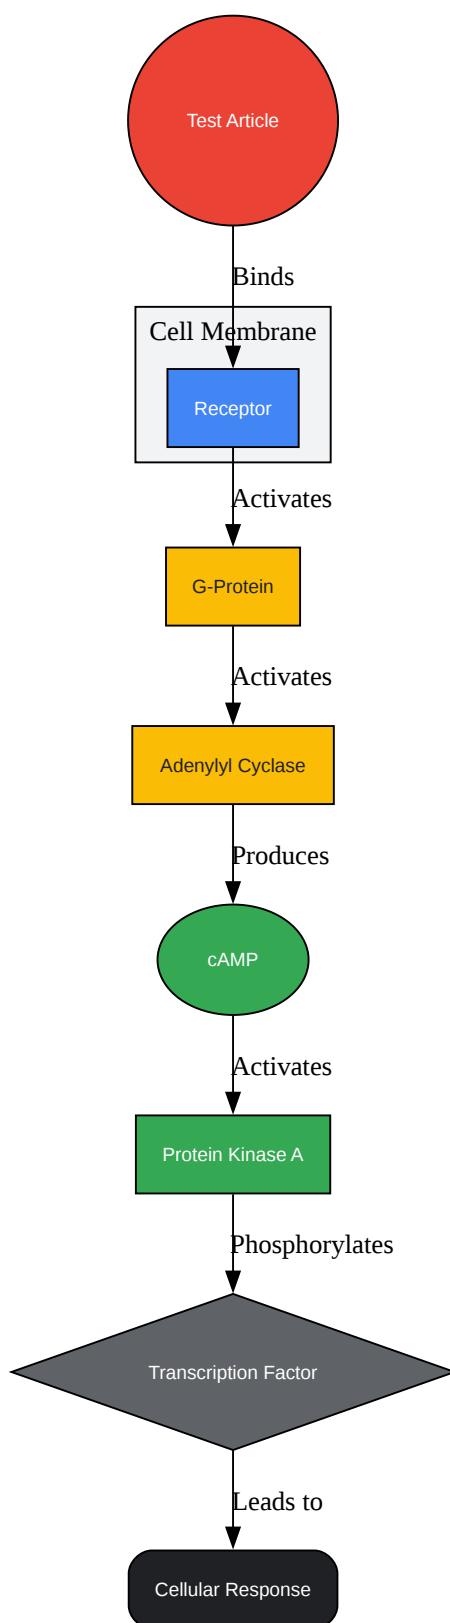 Test Article
Binds
Cell Membrane
Receptor
Activates
G-Protein
Activates
Adenylyl Cyclase
Produces
cAMP
Activates
Protein Kinase A
Phosphorylates
Transcription Factor
Leads to
Cellular Response